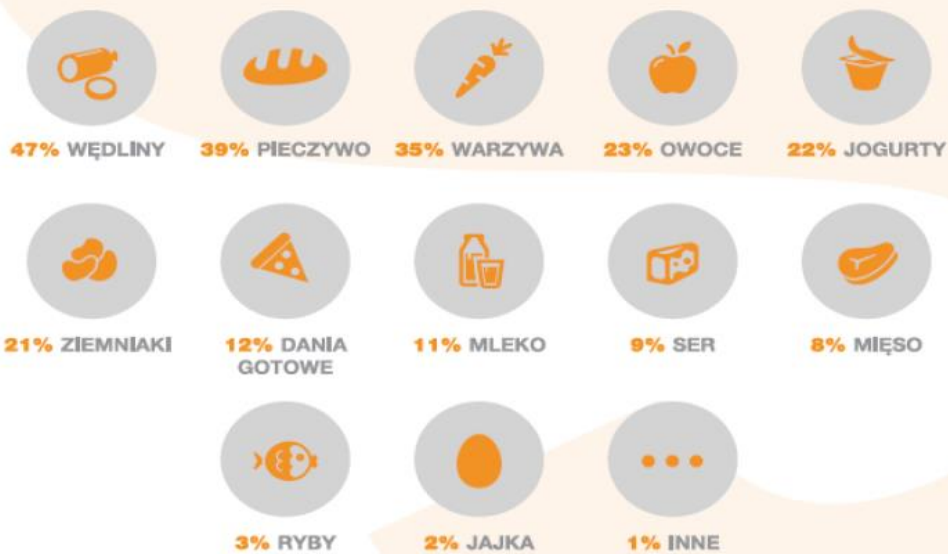 47% WĘDLINY
39% PIECZYWO
35% WARZYWA
23% OWOCE
22% JOGURTY
21% ZIEMNIAKI
12% DANIA
GOTOWE
11% MLEKO
9% SER
8% MIĘSO
3% RYBY
2% JAJKA
1% INNE